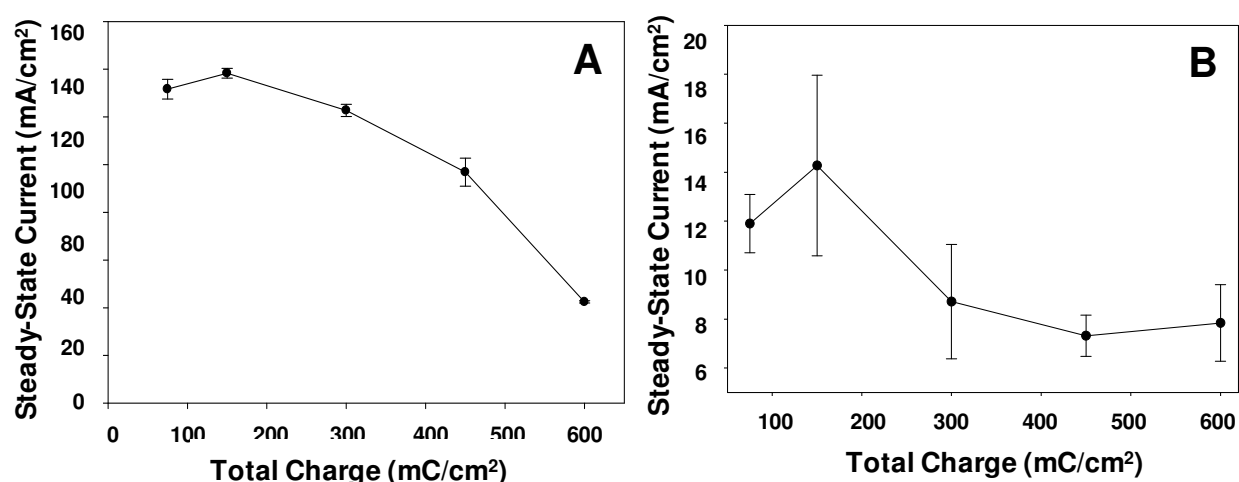 A
Steady-State Current (mA/cm²)
160
140
120
100
80
40
20
0
0 100 200 300 400 500 600
Total Charge (mC/cm²)
B
Steady-State Current (mA/cm²)
20
18
16
14
12
10
8
6
100 200 300 400 500 600
Total Charge (mC/cm²)